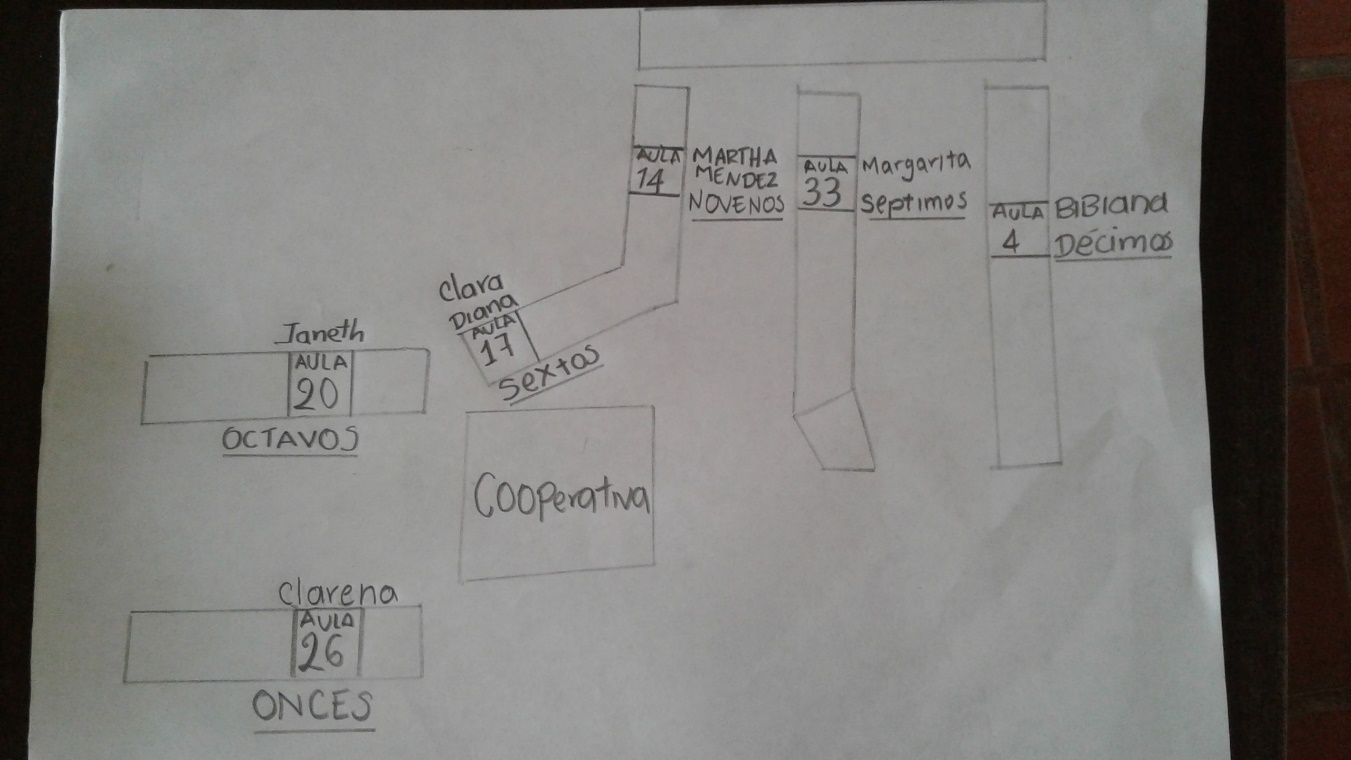 AULA
14
MARTHA
MENDEZ
NOVENOS
AULA
33
Margarita
Septimos
AULA
4
BiBiana
Décimos
Clara
Diana
AULA
17
Sextos
Janeth
AULA
20
OCTAVOS
Cooperativa
Clarena
AULA
26
ONCES